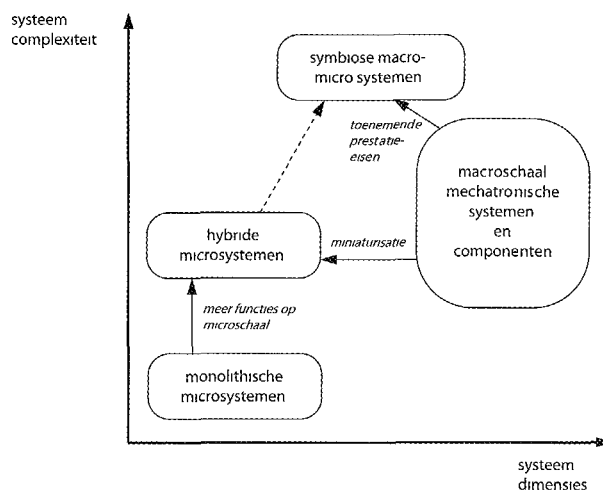 systeem
complexiteit
symbiose macro-
micro systemen
toenemende
prestatie-
eisen
macroschaal
mechatronische
systemen
en
componenten
hybride
microsystemen
miniaturisatie
meer functies op
microschaal
monolithische
microsystemen
systeem
dimensies